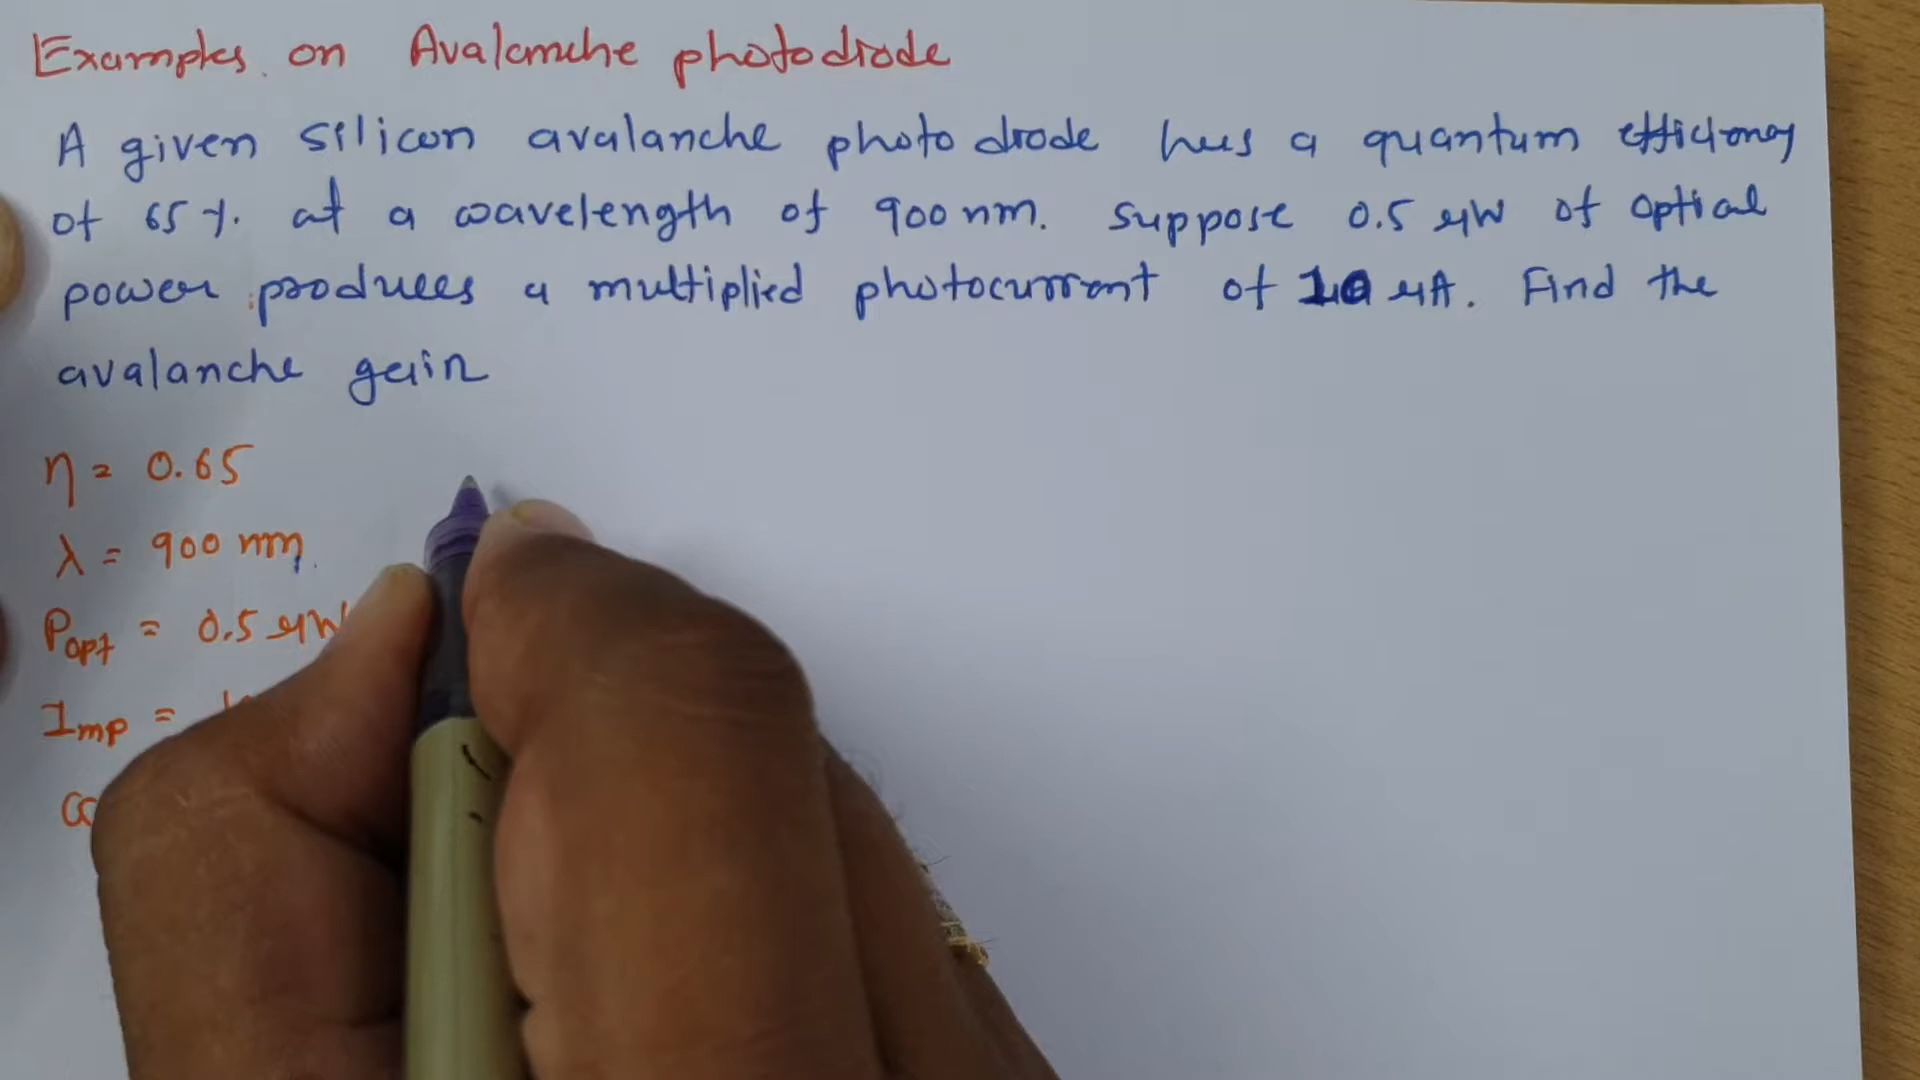 Examples on Avalanche photodiode
A given silicon avalanche photodiode has a quantum efficiency
of 65 %. at a wavelength of 900 nm. Suppose 0.5 μW of optical
power produces a multiplied photocurrent of 10 μA. Find the
avalanche gain
η = 0.65
λ = 900 nm.
Popt = 0.5 μW
Imp =